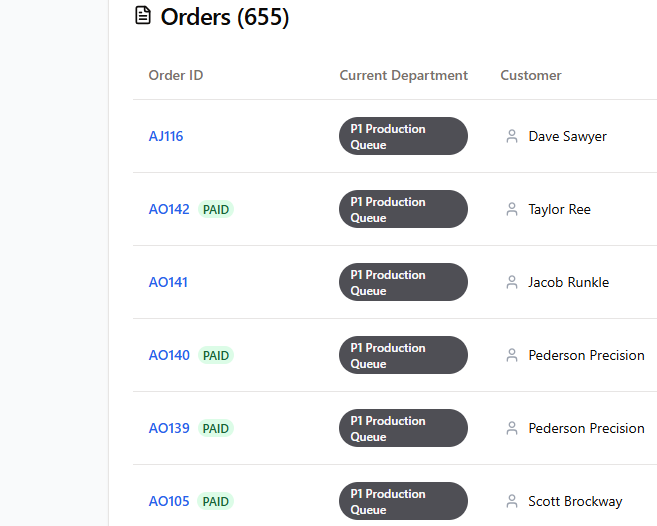 Orders (655)
Order ID Current Department Customer
AJ116 P1 Production Queue Dave Sawyer
AO142 PAID P1 Production Queue Taylor Ree
AO141 P1 Production Queue Jacob Runkle
AO140 PAID P1 Production Queue Pederson Precision
AO139 PAID P1 Production Queue Pederson Precision
AO105 PAID P1 Production Queue Scott Brockway